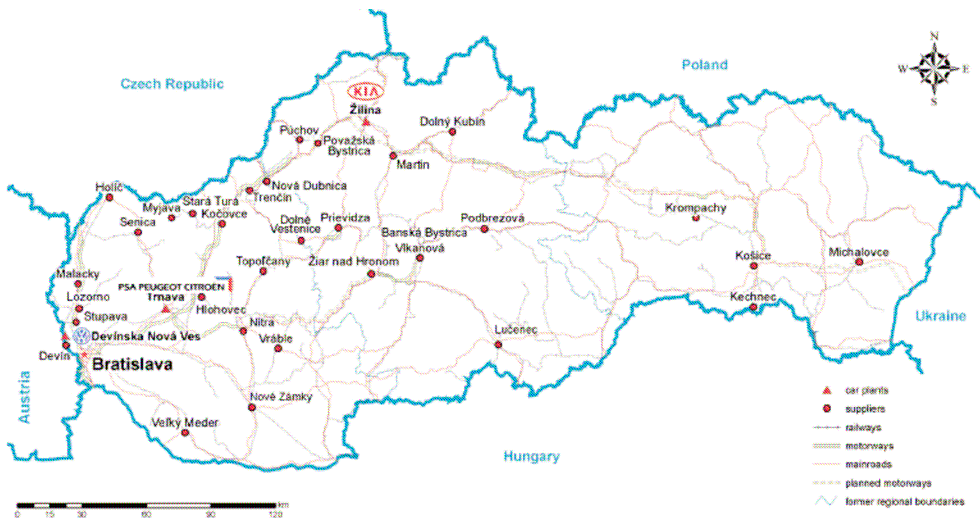 N
W E
S
Czech Republic
Poland
KIA
Žilina
Dolný Kubín
Púchov
Považská
Bystrica
Martin
Nová Dubnica
Trenčín
Holíč
Stará Turá
Myjava
Kočovce
Senica
Dolné
Vestenice
Prievidza
Podbrezová
Krompachy
Banská Bystrica
Vlkanová
Topoľčany
Žiar nad Hronom
Košice
Michalovce
Malacky
PSA PEUGEOT CITROËN
Trnava
Lozorno
Hlohovec
Kechnec
Stupava
Nitra
Ukraine
Devínska Nová Ves
Lučenec
Vráble
Devín
Bratislava
Austria
car plants
Nové Zámky
suppliers
Veľký Meder
railways
motorways
Hungary
mainroads
planned motorways
former regional boundaries
km
0 15 30 60 90 120